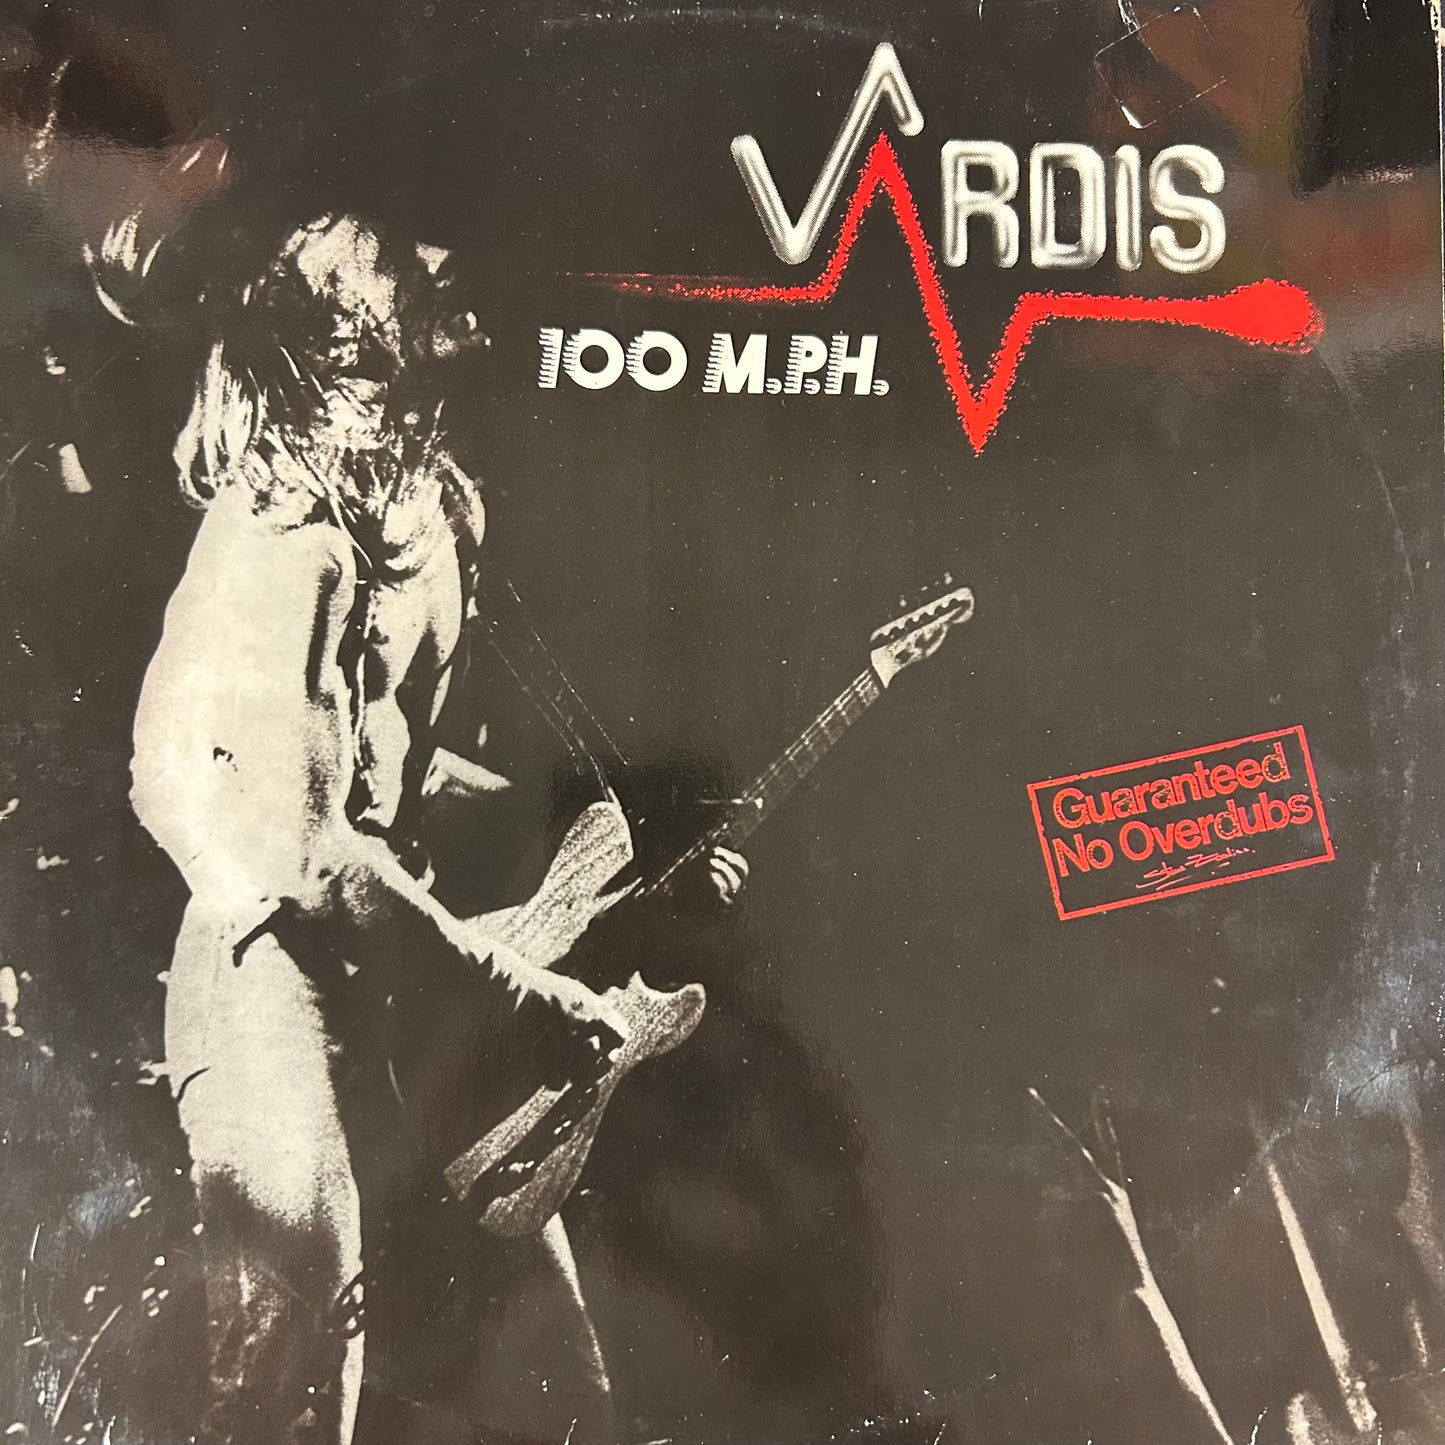 VARDIS
100 M.P.H.
Guaranteed
No Overdubs